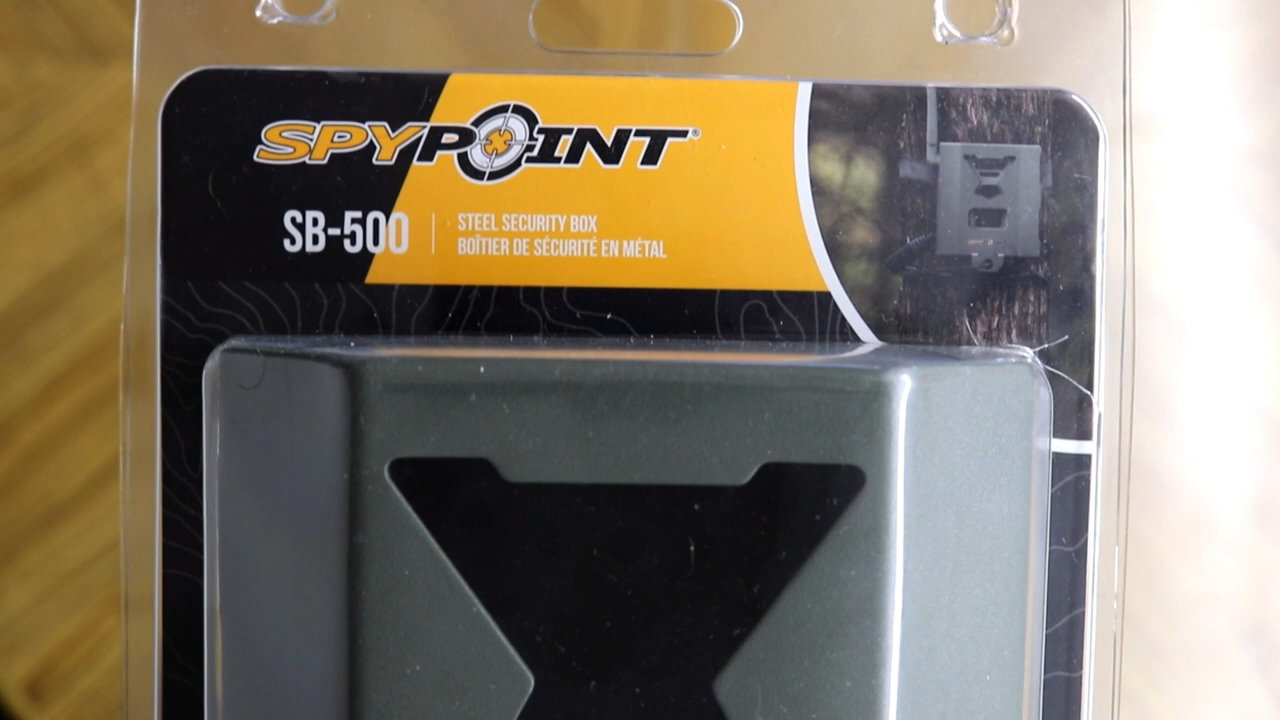 SPYPOINT®
SB-500
STEEL SECURITY BOX
BOÎTIER DE SÉCURITÉ EN MÉTAL